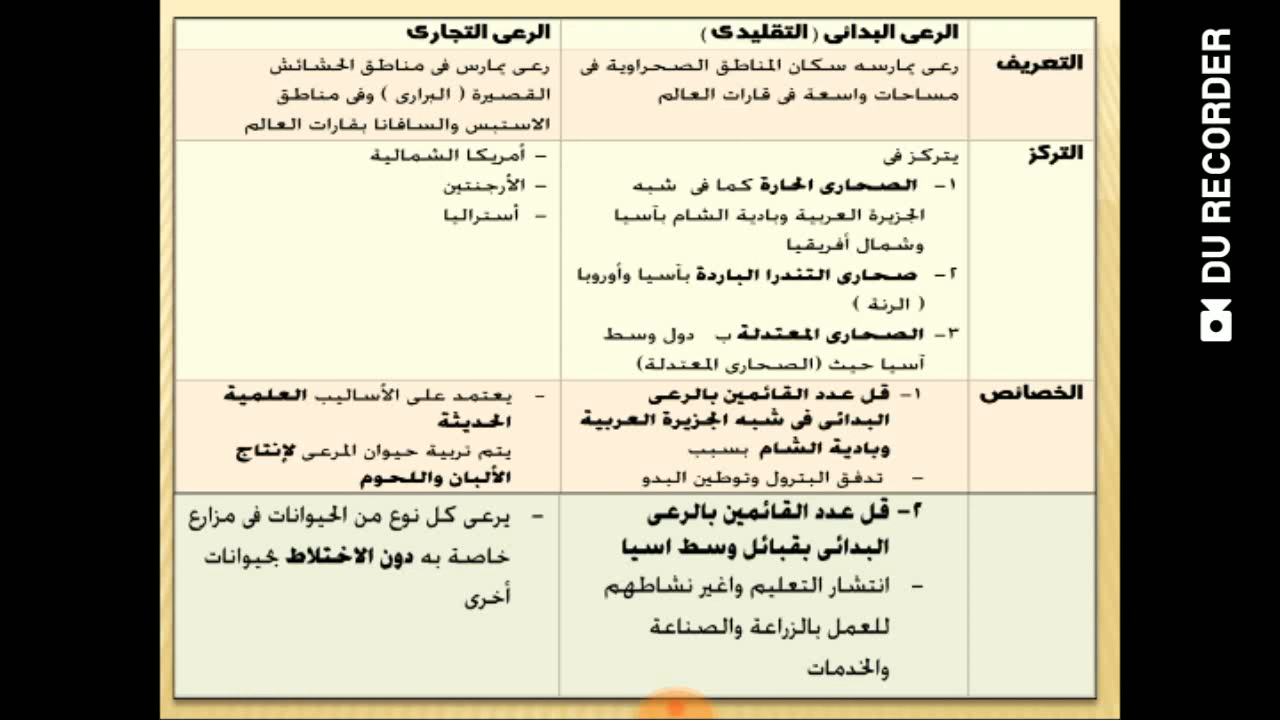 الرعى البدائى (التقليدى)
الرعى التجارى
التعريف
رعى يمارسه سكان المناطق الصحراوية فى
مساحات واسعة فى قارات العالم
رعى يمارس فى مناطق الحشائش
القصيرة ( البرارى ) وفى مناطق
الاستبس والسافانا بقارات العالم
التركز
يتركز فى
١- الصحارى الحارة كما فى شبه
الجزيرة العربية وبادية الشام بآسيا
وشمال أفريقيا
٢- صحارى التندرا الباردة بآسيا وأوروبا
( الرنة )
٣- الصحارى المعتدلة ب دول وسط
آسيا حيث (الصحارى المعتدلة)
- أمريكا الشمالية
- الأرجنتين
- أستراليا
الخصائص
١- قل عدد القائمين بالرعى
البدائى فى شبه الجزيرة العربية
وبادية الشام بسبب
- تدفق البترول وتوطين البدو
- يعتمد على الأساليب العلمية
الحديثة
يتم تربية حيوان المرعى لإنتاج
الألبان واللحوم
٢- قل عدد القائمين بالرعى
البدائى بقبائل وسط اسيا
- انتشار التعليم واغير نشاطهم
للعمل بالزراعة والصناعة
والخدمات
- يرعى كل نوع من الحيوانات فى مزارع
خاصة به دون الاختلاط بحيوانات
أخرى
DU RECORDER